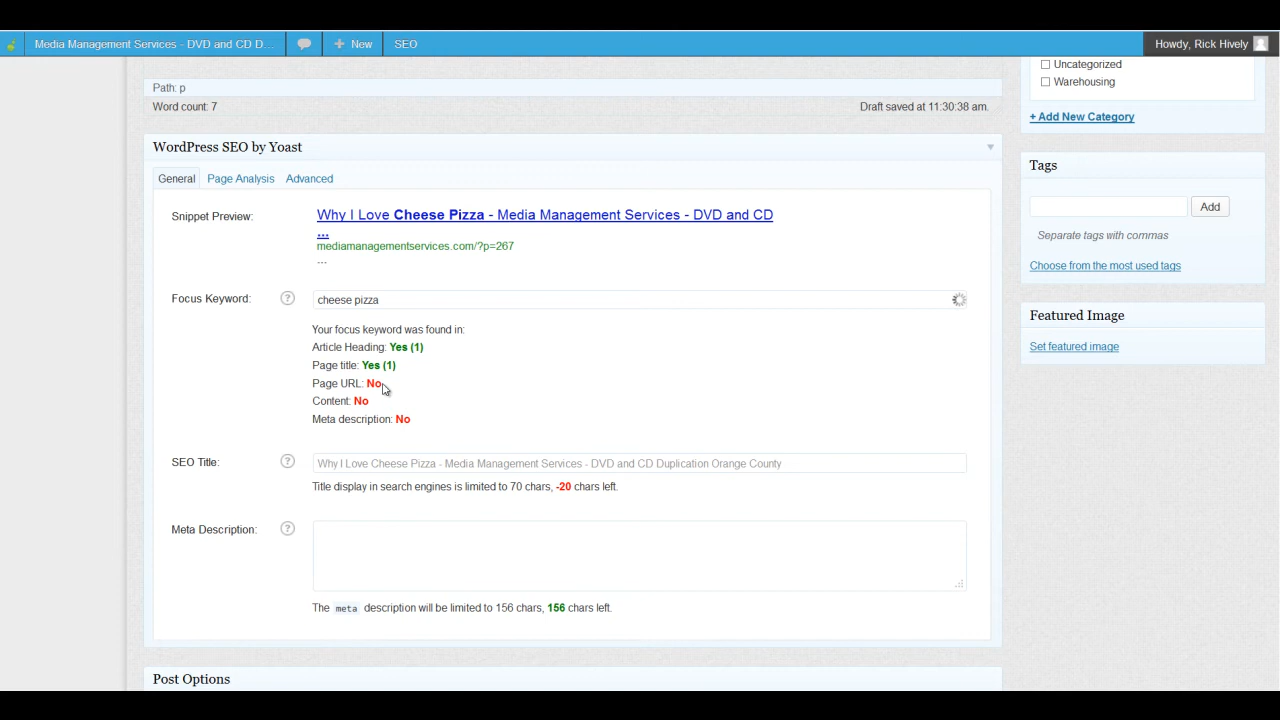 Media Management Services - DVD and CD D... + New SEO Howdy, Rick Hively
Uncategorized
Warehousing
+ Add New Category
Path: p
Word count: 7 Draft saved at 11:30:38 am.
WordPress SEO by Yoast
General Page Analysis Advanced
Snippet Preview: Why I Love Cheese Pizza - Media Management Services - DVD and CD
...
mediamanagementservices.com/?p=267
...
Focus Keyword: ? cheese pizza
Your focus keyword was found in:
Article Heading: Yes (1)
Page title: Yes (1)
Page URL: No
Content: No
Meta description: No
SEO Title: ? Why I Love Cheese Pizza - Media Management Services - DVD and CD Duplication Orange County
Title display in search engines is limited to 70 chars, -20 chars left.
Meta Description: ?
The meta description will be limited to 156 chars, 156 chars left.
Post Options
Tags
Add
Separate tags with commas
Choose from the most used tags
Featured Image
Set featured image